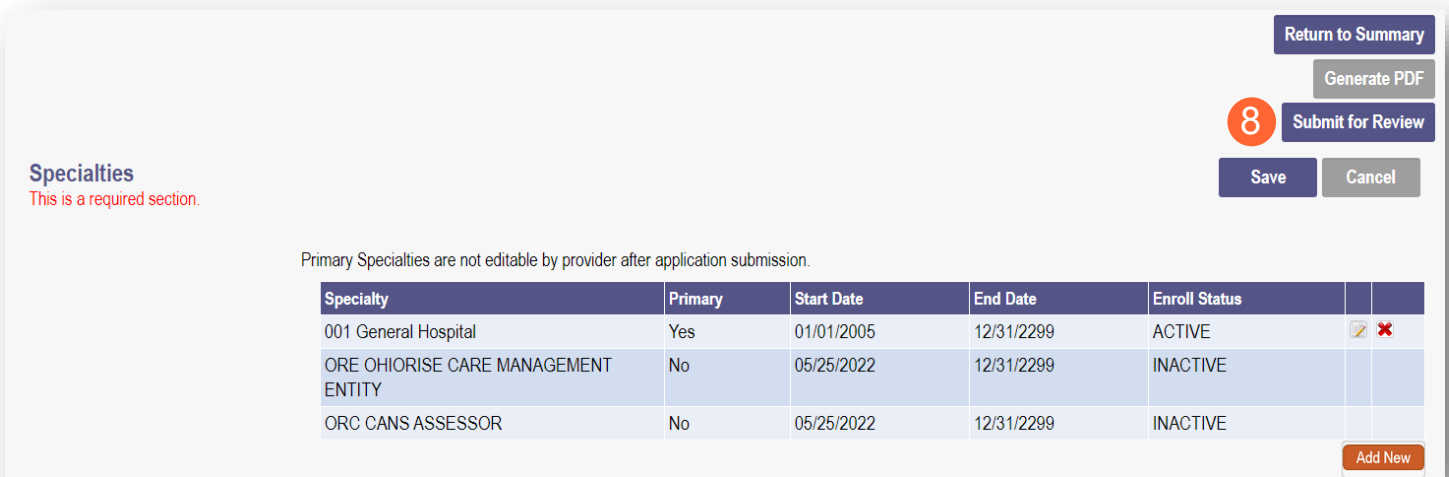 Return to Summary
Generate PDF
8 Submit for Review
Specialties
This is a required section.
Save Cancel
Primary Specialties are not editable by provider after application submission.
Specialty Primary Start Date End Date Enroll Status
001 General Hospital Yes 01/01/2005 12/31/2299 ACTIVE
ORE OHIORISE CARE MANAGEMENT
ENTITY No 05/25/2022 12/31/2299 INACTIVE
ORC CANS ASSESSOR No 05/25/2022 12/31/2299 INACTIVE
Add New